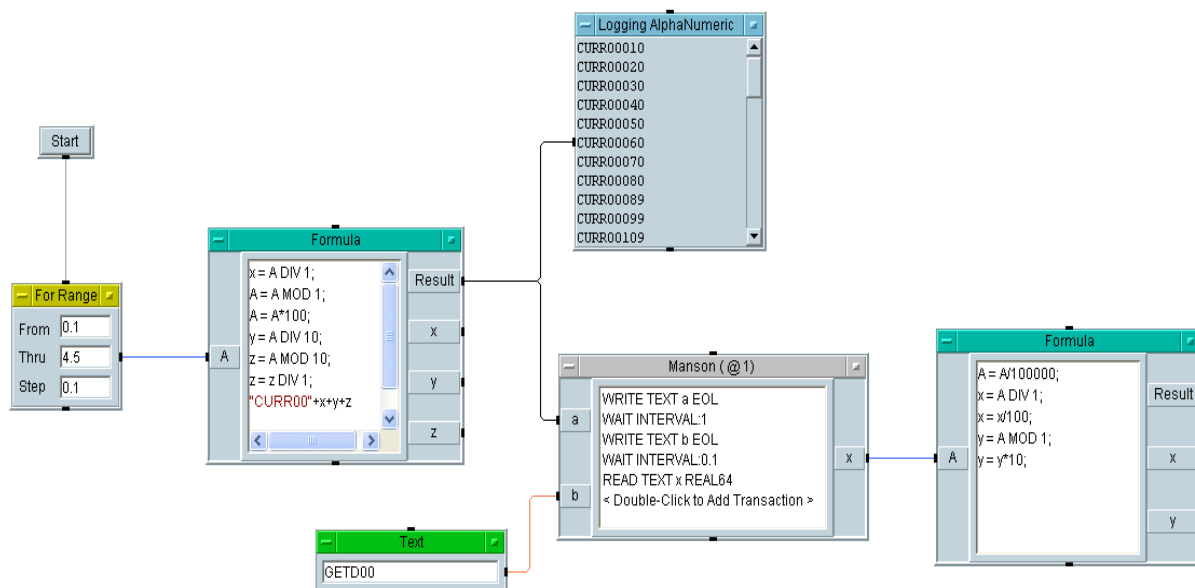 Logging AlphaNumeric
CURR00010
CURR00020
CURR00030
CURR00040
CURR00050
CURR00060
CURR00070
CURR00080
CURR00089
CURR00099
CURR00109
Start
For Range
From 0.1
Thru 4.5
Step 0.1
Formula
A
x = A DIV 1;
A = A MOD 1;
A = A*100;
y = A DIV 10;
z = A MOD 10;
z = z DIV 1;
"CURR00"+x+y+z
Result
x
y
z
Manson ( @ 1)
a
b
WRITE TEXT a EOL
WAIT INTERVAL:1
WRITE TEXT b EOL
WAIT INTERVAL:0.1
READ TEXT x REAL64
< Double-Click to Add Transaction >
x
Text
GETD00
Formula
A
A = A/100000;
x = A DIV 1;
x = x/100;
y = A MOD 1;
y = y*10;
Result
x
y